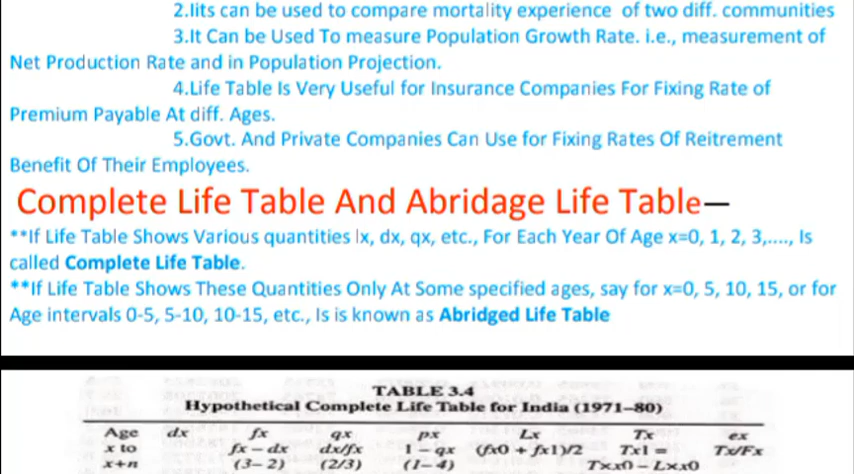 2.Iits can be used to compare mortality experience of two diff. communities
3.It Can be Used To measure Population Growth Rate. i.e., measurement of
Net Production Rate and in Population Projection.
4.Life Table Is Very Useful for Insurance Companies For Fixing Rate of
Premium Payable At diff. Ages.
5.Govt. And Private Companies Can Use for Fixing Rates Of Reitrement
Benefit Of Their Employees.
Complete Life Table And Abridage Life Table—
**If Life Table Shows Various quantities lx, dx, qx, etc., For Each Year Of Age x=0, 1, 2, 3,...., Is
called Complete Life Table.
**If Life Table Shows These Quantities Only At Some specified ages, say for x=0, 5, 10, 15, or for
Age intervals 0-5, 5-10, 10-15, etc., Is is known as Abridged Life Table
TABLE 3.4
Hypothetical Complete Life Table for India (1971–80)
Age dx fx qx px Lx Tx ex
x to fx – dx dx/fx 1 – qx (fx0 + fx1)/2 Tx1 = Tx/Fx
x+n (3–2) (2/3) (1–4) Txx0 – Lxx0